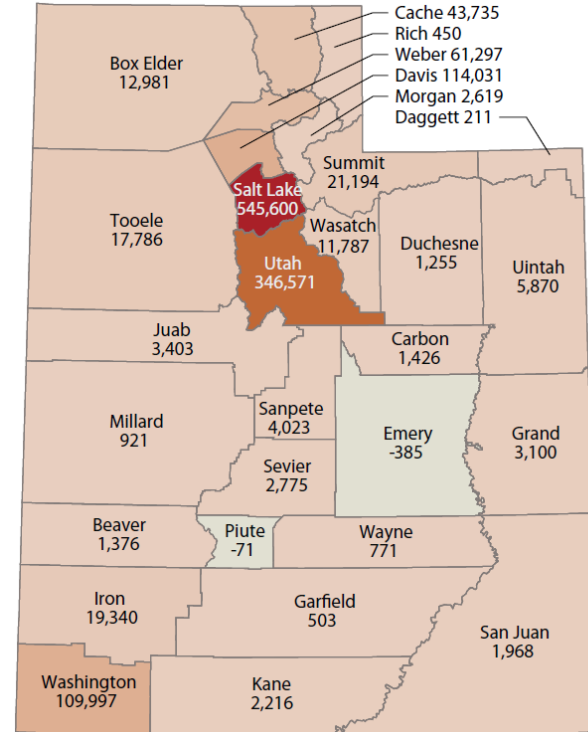 Cache 43,735
Rich 450
Weber 61,297
Davis 114,031
Morgan 2,619
Daggett 211
Box Elder
12,981
Summit
21,194
Salt Lake
545,600
Tooele
17,786
Wasatch
11,787
Duchesne
1,255
Uintah
5,870
Utah
346,571
Juab
3,403
Carbon
1,426
Sanpete
4,023
Millard
921
Emery
-385
Grand
3,100
Sevier
2,775
Beaver
1,376
Piute
-71
Wayne
771
Iron
19,340
Garfield
503
San Juan
1,968
Washington
109,997
Kane
2,216